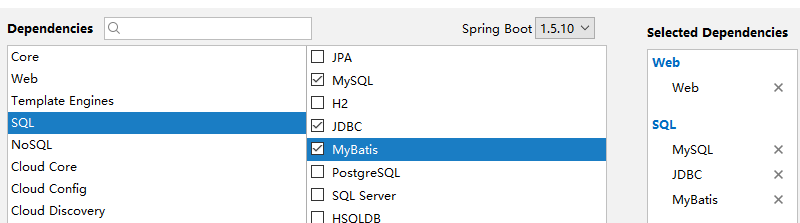 Dependencies
Spring Boot 1.5.10
Selected Dependencies
Core
Web
Template Engines
SQL
NoSQL
Cloud Core
Cloud Config
Cloud Discovery
JPA
MySQL
H2
JDBC
MyBatis
PostgreSQL
SQL Server
HSQLDB
Web
Web
SQL
MySQL
JDBC
MyBatis